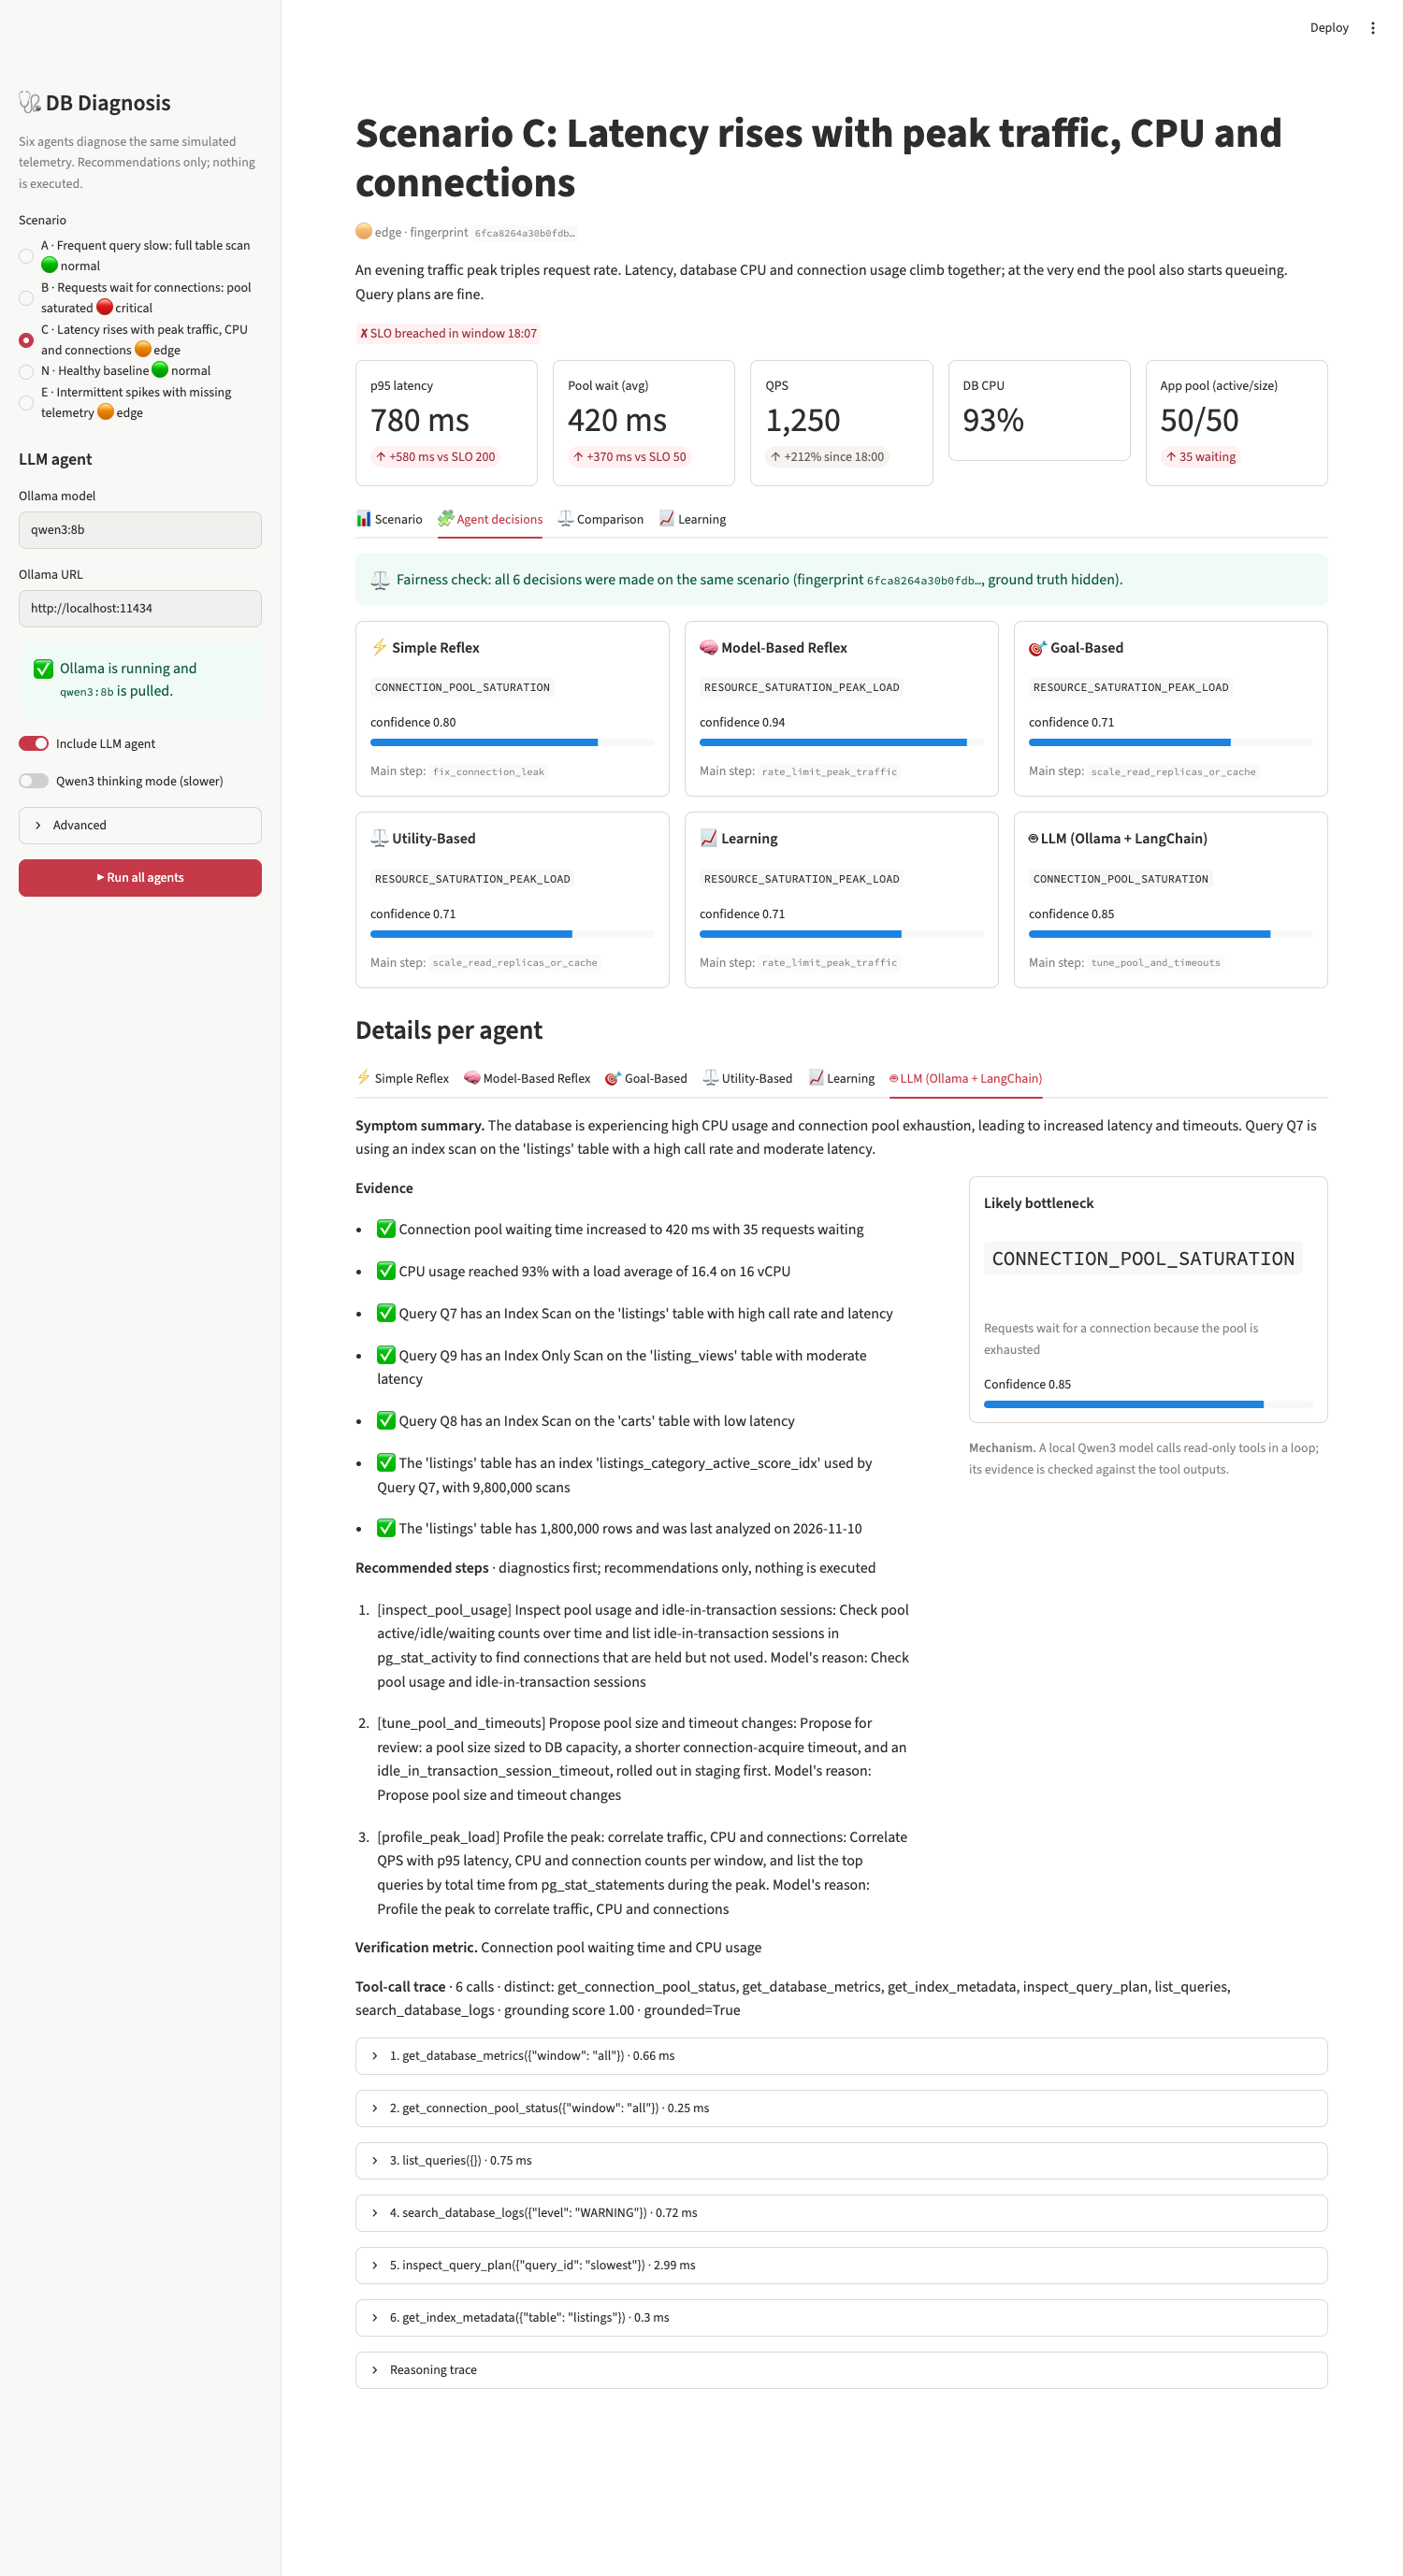 Deploy
DB Diagnosis
Six agents diagnose the same simulated
telemetry. Recommendations only; nothing
is executed.
Scenario
A · Frequent query slow: full table scan
normal
B · Requests wait for connections: pool
saturated critical
C · Latency rises with peak traffic, CPU
and connections edge
N · Healthy baseline normal
E · Intermittent spikes with missing
telemetry edge
LLM agent
Ollama model
qwen3:8b
Ollama URL
http://localhost:11434
Ollama is running and
qwen3:8b is pulled.
Include LLM agent
Qwen3 thinking mode (slower)
Advanced
Run all agents
Scenario C: Latency rises with peak traffic, CPU and
connections
edge · fingerprint 6fca8264a30b0fdb…
An evening traffic peak triples request rate. Latency, database CPU and connection usage climb together; at the very end the pool also starts queueing.
Query plans are fine.
✗ SLO breached in window 18:07
p95 latency
780 ms
↑ +580 ms vs SLO 200
Pool wait (avg)
420 ms
↑ +370 ms vs SLO 50
QPS
1,250
↑ +212% since 18:00
DB CPU
93%
App pool (active/size)
50/50
↑ 35 waiting
Scenario
Agent decisions
Comparison
Learning
Fairness check: all 6 decisions were made on the same scenario (fingerprint 6fca8264a30b0fdb…, ground truth hidden).
Simple Reflex
CONNECTION_POOL_SATURATION
confidence 0.80
Main step: fix_connection_leak
Model-Based Reflex
RESOURCE_SATURATION_PEAK_LOAD
confidence 0.94
Main step: rate_limit_peak_traffic
Goal-Based
RESOURCE_SATURATION_PEAK_LOAD
confidence 0.71
Main step: scale_read_replicas_or_cache
Utility-Based
RESOURCE_SATURATION_PEAK_LOAD
confidence 0.71
Main step: scale_read_replicas_or_cache
Learning
RESOURCE_SATURATION_PEAK_LOAD
confidence 0.71
Main step: rate_limit_peak_traffic
LLM (Ollama + LangChain)
CONNECTION_POOL_SATURATION
confidence 0.85
Main step: tune_pool_and_timeouts
Details per agent
Simple Reflex
Model-Based Reflex
Goal-Based
Utility-Based
Learning
LLM (Ollama + LangChain)
Symptom summary. The database is experiencing high CPU usage and connection pool exhaustion, leading to increased latency and timeouts. Query Q7 is
using an index scan on the 'listings' table with a high call rate and moderate latency.
Evidence
• Connection pool waiting time increased to 420 ms with 35 requests waiting
• CPU usage reached 93% with a load average of 16.4 on 16 vCPU
• Query Q7 has an Index Scan on the 'listings' table with high call rate and latency
• Query Q9 has an Index Only Scan on the 'listing_views' table with moderate
latency
• Query Q8 has an Index Scan on the 'carts' table with low latency
• The 'listings' table has an index 'listings_category_active_score_idx' used by
Query Q7, with 9,800,000 scans
• The 'listings' table has 1,800,000 rows and was last analyzed on 2026-11-10
Likely bottleneck
CONNECTION_POOL_SATURATION
Requests wait for a connection because the pool is
exhausted
Confidence 0.85
Mechanism. A local Qwen3 model calls read-only tools in a loop;
its evidence is checked against the tool outputs.
Recommended steps · diagnostics first; recommendations only, nothing is executed
1. [inspect_pool_usage] Inspect pool usage and idle-in-transaction sessions: Check pool
active/idle/waiting counts over time and list idle-in-transaction sessions in
pg_stat_activity to find connections that are held but not used. Model's reason: Check
pool usage and idle-in-transaction sessions
2. [tune_pool_and_timeouts] Propose pool size and timeout changes: Propose for
review: a pool size sized to DB capacity, a shorter connection-acquire timeout, and an
idle_in_transaction_session_timeout, rolled out in staging first. Model's reason:
Propose pool size and timeout changes
3. [profile_peak_load] Profile the peak: correlate traffic, CPU and connections: Correlate
QPS with p95 latency, CPU and connection counts per window, and list the top
queries by total time from pg_stat_statements during the peak. Model's reason:
Profile the peak to correlate traffic, CPU and connections
Verification metric. Connection pool waiting time and CPU usage
Tool-call trace · 6 calls · distinct: get_connection_pool_status, get_database_metrics, get_index_metadata, inspect_query_plan, list_queries,
search_database_logs · grounding score 1.00 · grounded=True
1. get_database_metrics({"window": "all"}) · 0.66 ms
2. get_connection_pool_status({"window": "all"}) · 0.25 ms
3. list_queries({}) · 0.75 ms
4. search_database_logs({"level": "WARNING"}) · 0.72 ms
5. inspect_query_plan({"query_id": "slowest"}) · 2.99 ms
6. get_index_metadata({"table": "listings"}) · 0.3 ms
Reasoning trace